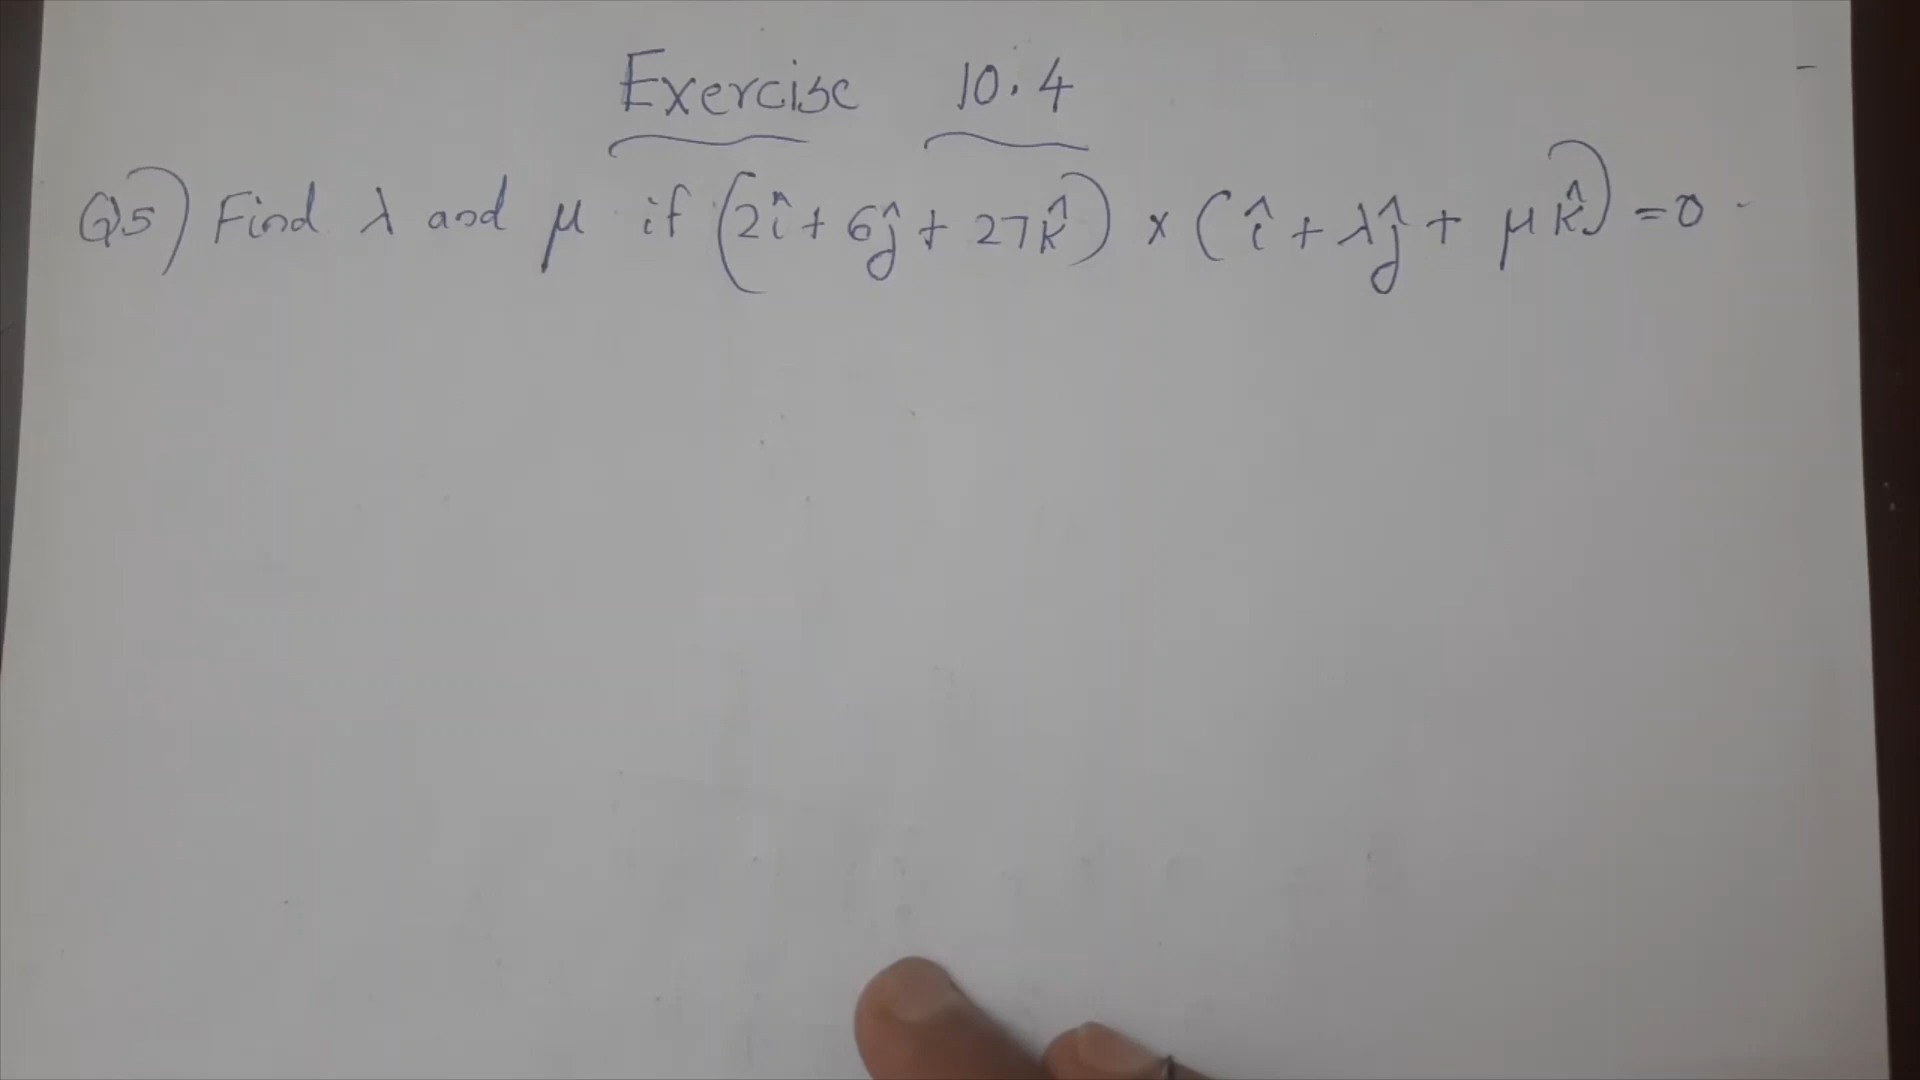 Exercise 10.4
Q5) Find λ and μ if (2î + 6ĵ + 27k̂) × (î + λĵ + μk̂) = 0.